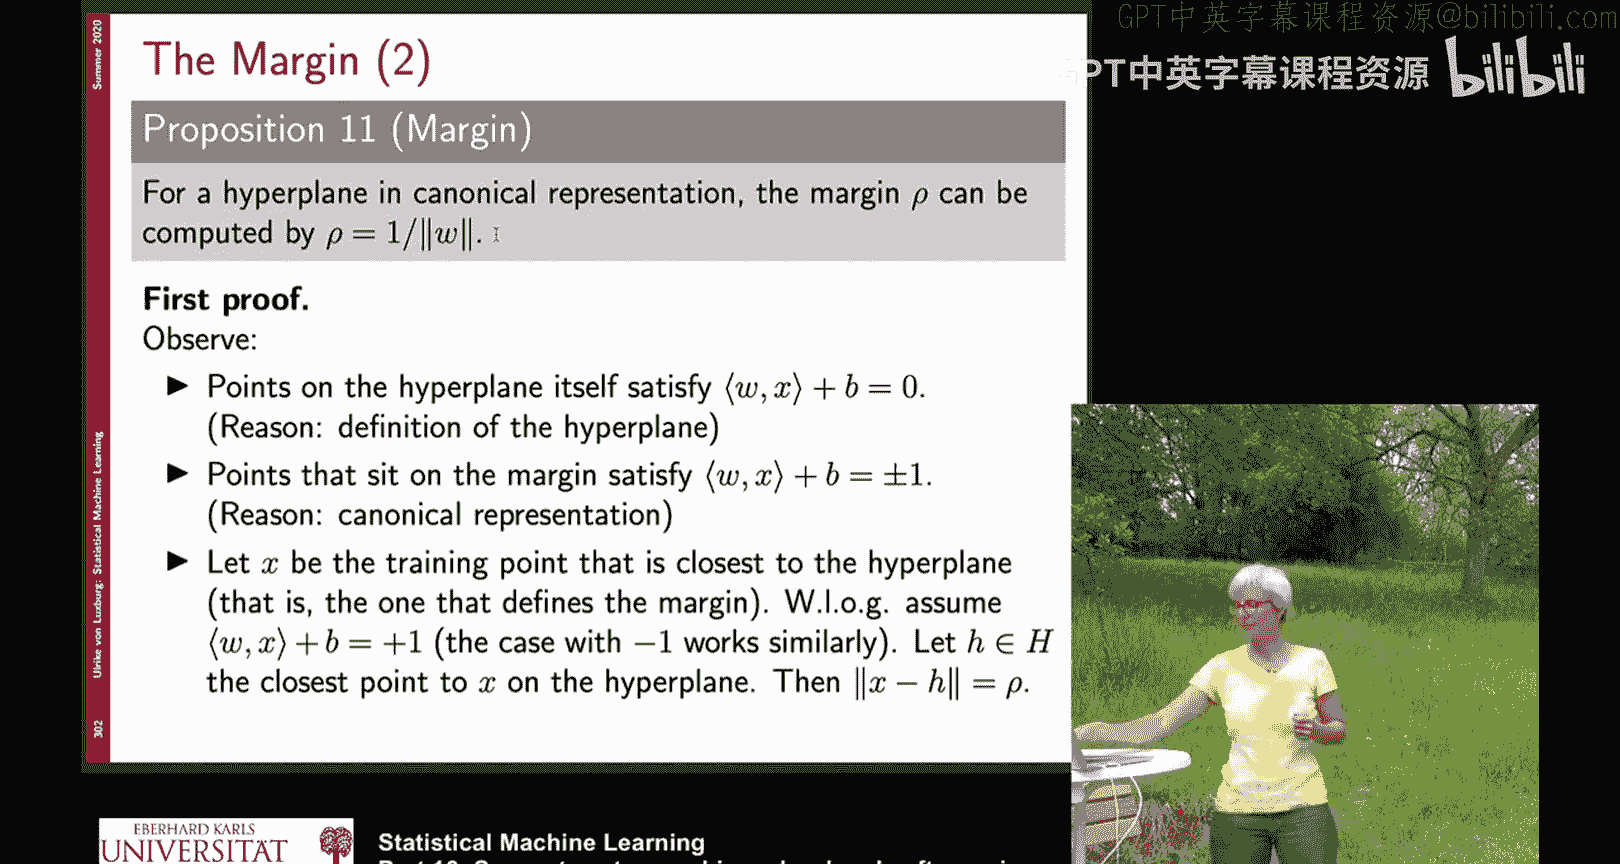 GPT中英字幕课程资源@bilibili.com
PT中英字幕课程资源 bilibili
Summer 2020
The Margin (2)
Proposition 11 (Margin)
For a hyperplane in canonical representation, the margin ρ can be
computed by ρ = 1/‖w‖.
First proof.
Observe:
▶ Points on the hyperplane itself satisfy ⟨w, x⟩ + b = 0.
(Reason: definition of the hyperplane)
▶ Points that sit on the margin satisfy ⟨w, x⟩ + b = ±1.
(Reason: canonical representation)
▶ Let x be the training point that is closest to the hyperplane
(that is, the one that defines the margin). W.l.o.g. assume
⟨w, x⟩ + b = +1 (the case with −1 works similarly). Let h ∈ H
the closest point to x on the hyperplane. Then ‖x − h‖ = ρ.
Ulrike von Luxburg: Statistical Machine Learning
302
EBERHARD KARLS
UNIVERSITÄT
Statistical Machine Learning